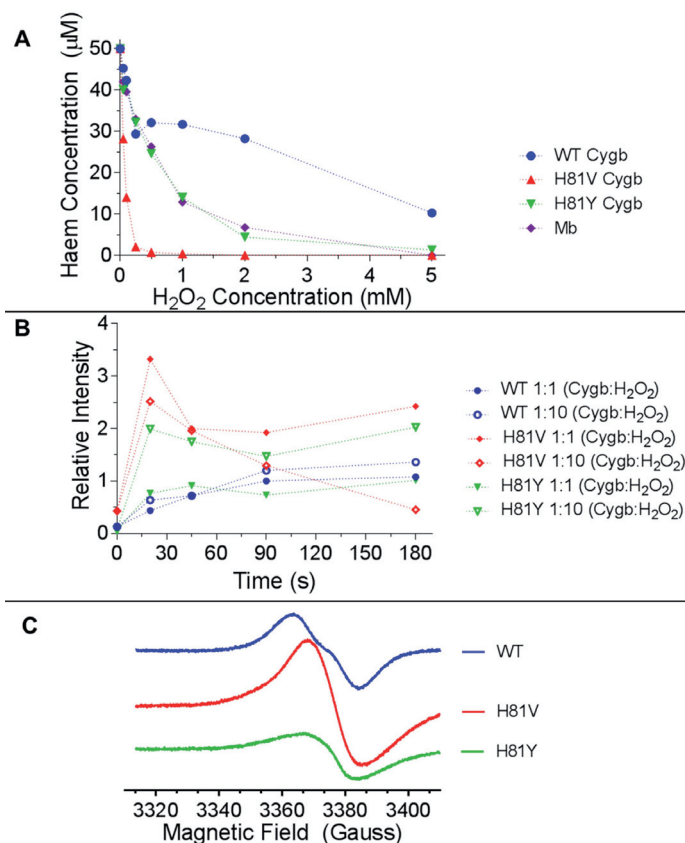 A
Haem Concentration (μM)
50
40
30
20
10
0
0 1 2 3 4 5
H₂O₂ Concentration (mM)
WT Cygb
H81V Cygb
H81Y Cygb
Mb
B
Relative Intensity
4
3
2
1
0
0 30 60 90 120 150 180
Time (s)
WT 1:1 (Cygb:H₂O₂)
WT 1:10 (Cygb:H₂O₂)
H81V 1:1 (Cygb:H₂O₂)
H81V 1:10 (Cygb:H₂O₂)
H81Y 1:1 (Cygb:H₂O₂)
H81Y 1:10 (Cygb:H₂O₂)
C
WT
H81V
H81Y
3320 3340 3360 3380 3400
Magnetic Field (Gauss)